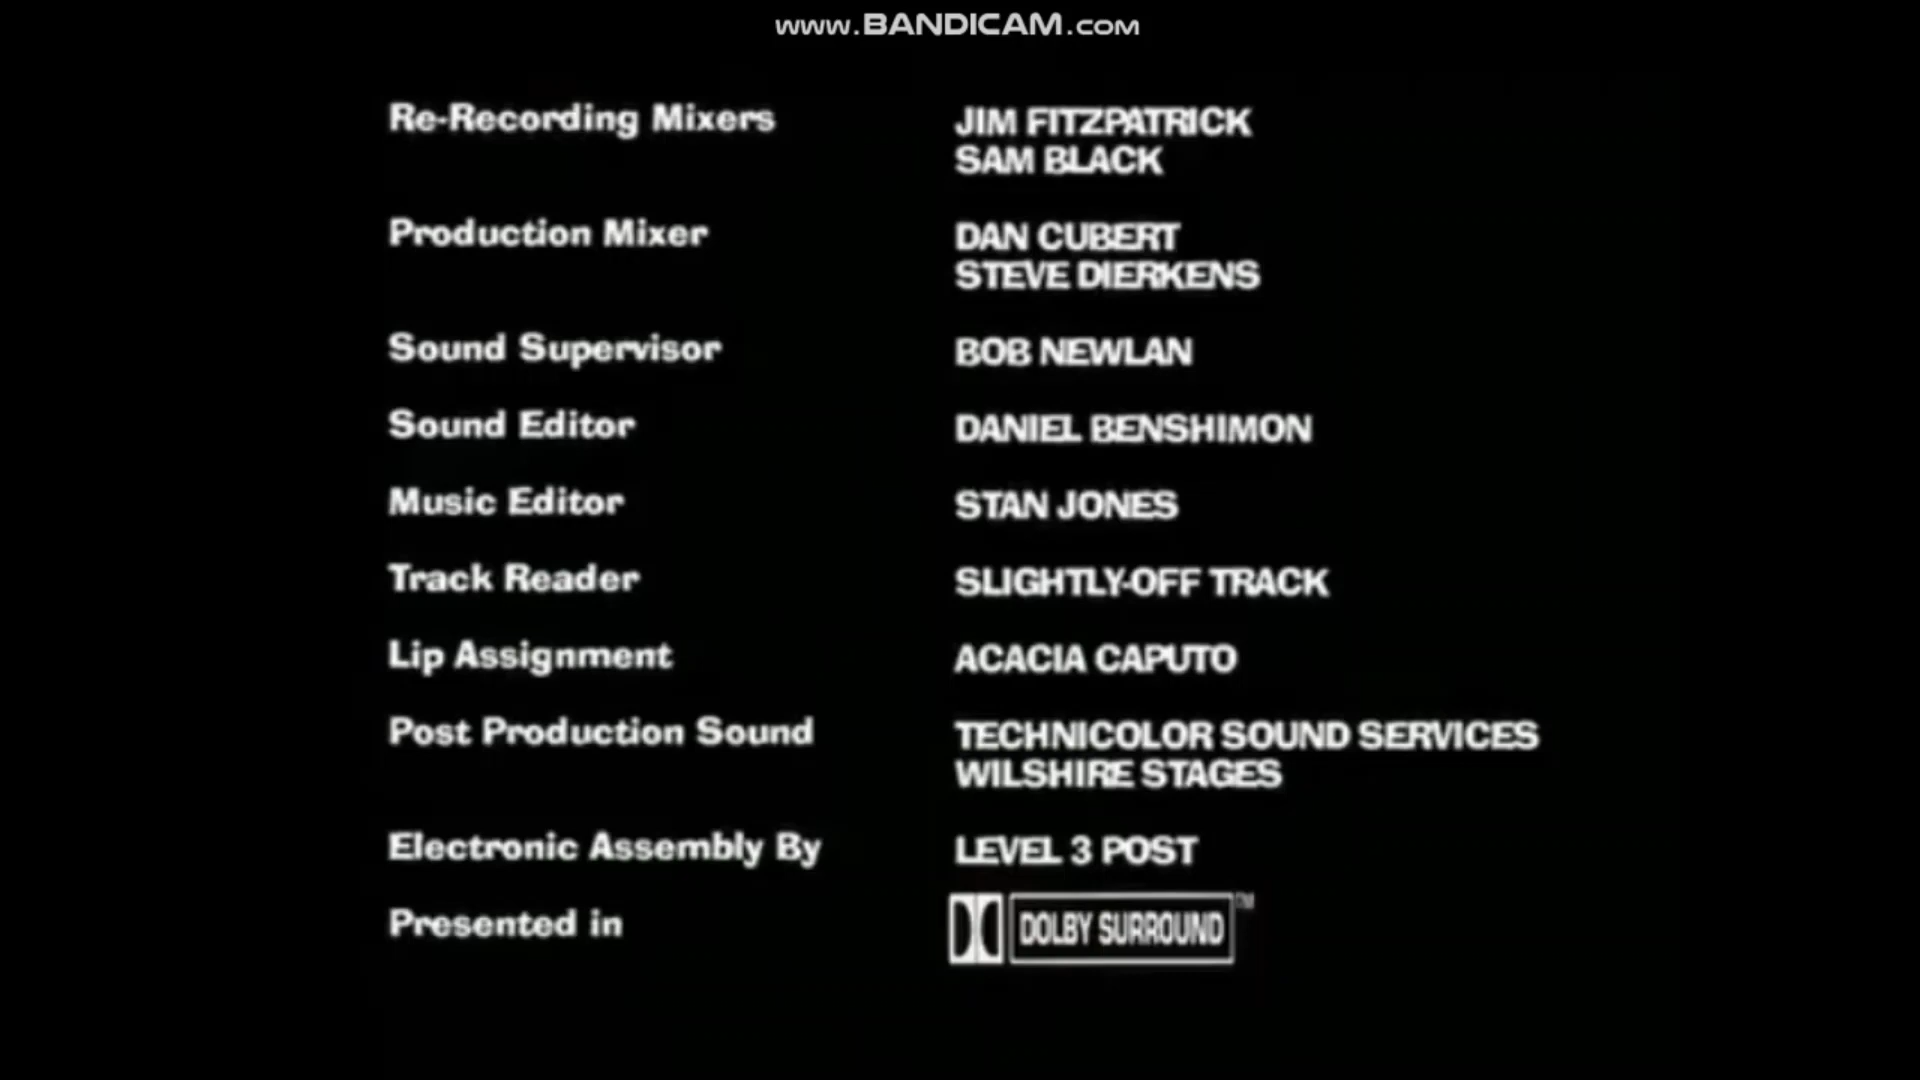 www.BANDICAM.com
Re-Recording Mixers JIM FITZPATRICK
SAM BLACK
Production Mixer DAN CUBERT
STEVE DIERKENS
Sound Supervisor BOB NEWLAN
Sound Editor DANIEL BENSHIMON
Music Editor STAN JONES
Track Reader SLIGHTLY-OFF TRACK
Lip Assignment ACACIA CAPUTO
Post Production Sound TECHNICOLOR SOUND SERVICES
WILSHIRE STAGES
Electronic Assembly By LEVEL 3 POST
Presented in DOLBY SURROUND TM